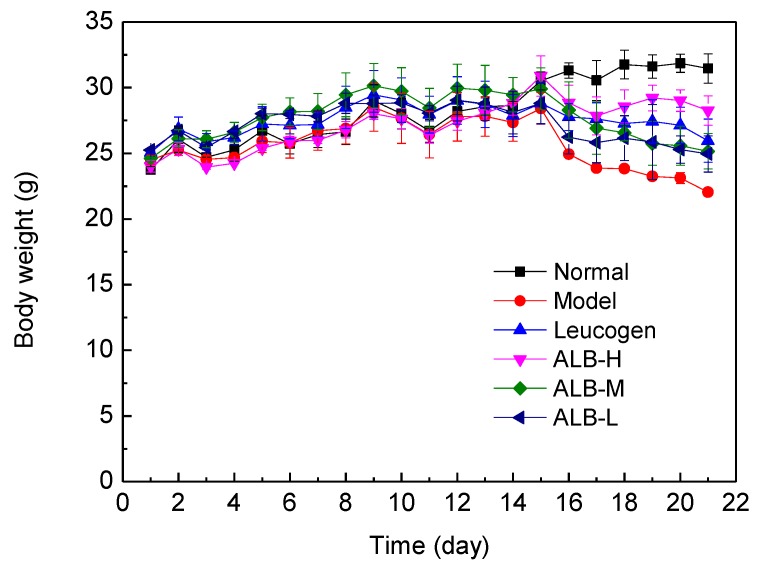 35
30
25
20
15
10
5
0
Body weight (g)
Normal
Model
Leucogen
ALB-H
ALB-M
ALB-L
0 2 4 6 8 10 12 14 16 18 20 22
Time (day)